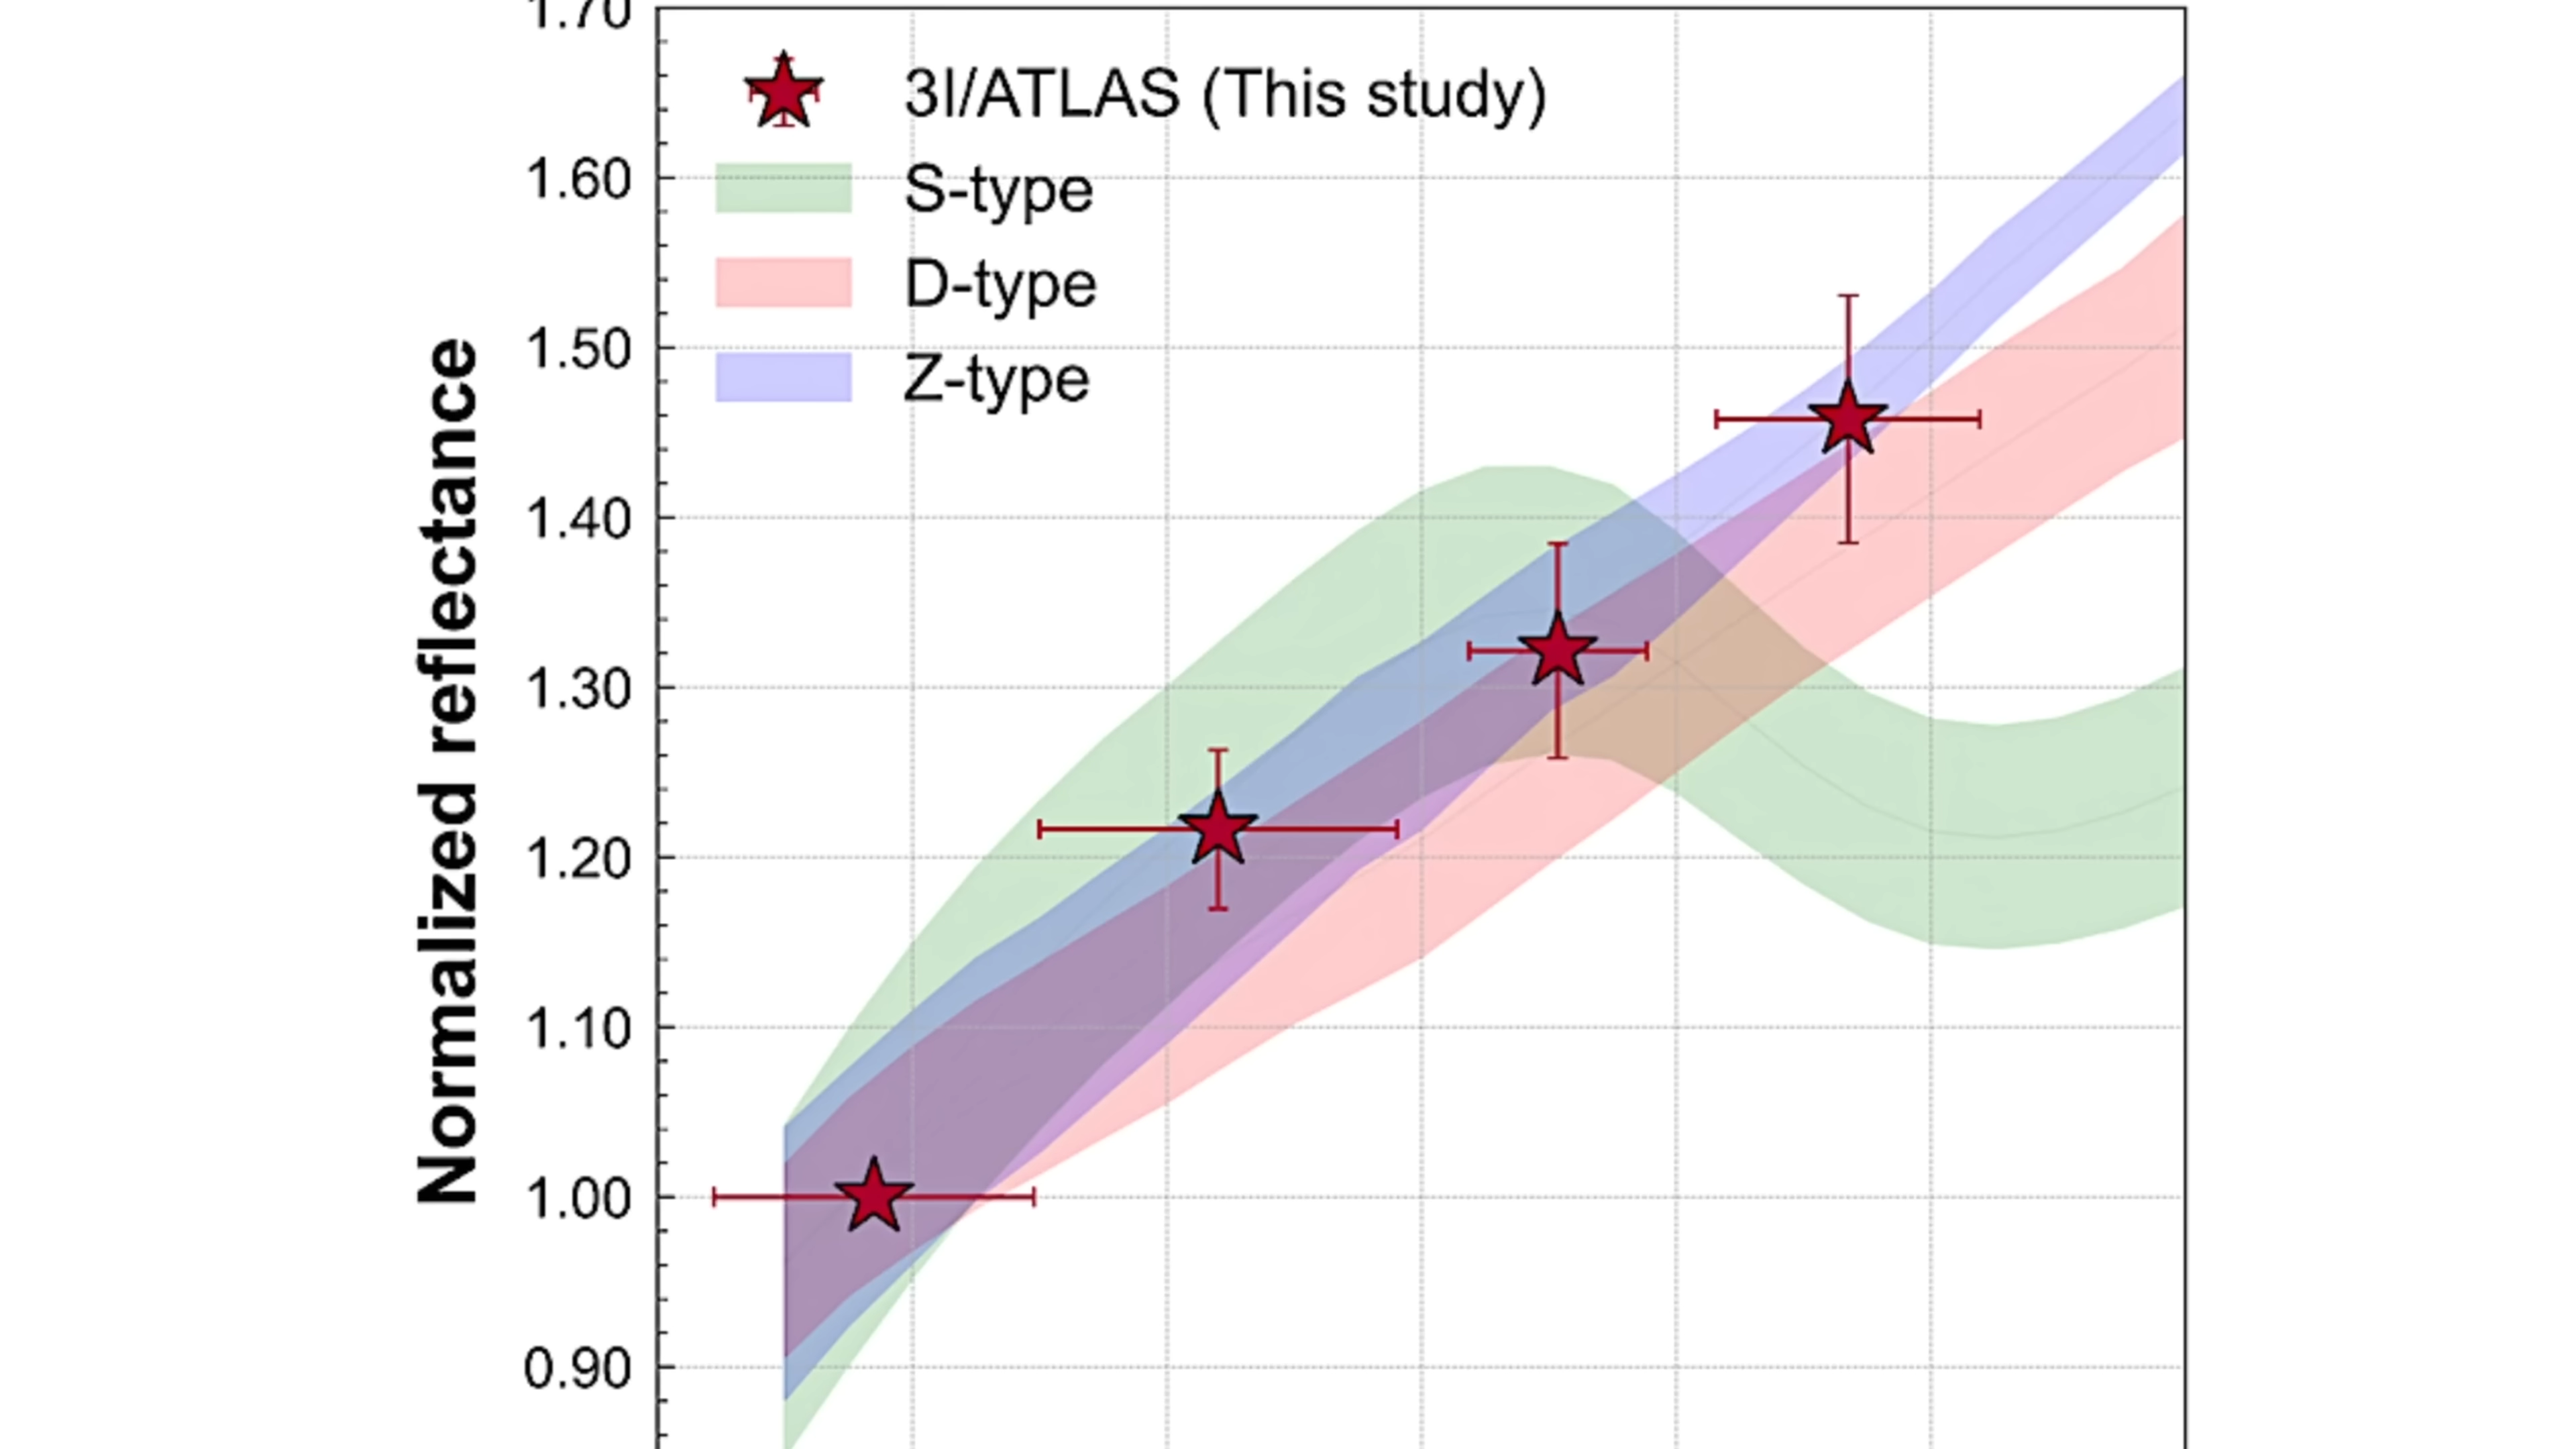 1.70
3I/ATLAS (This study)
1.60
S-type
D-type
1.50
Z-type
1.40
1.30
1.20
1.10
1.00
0.90
Normalized reflectance